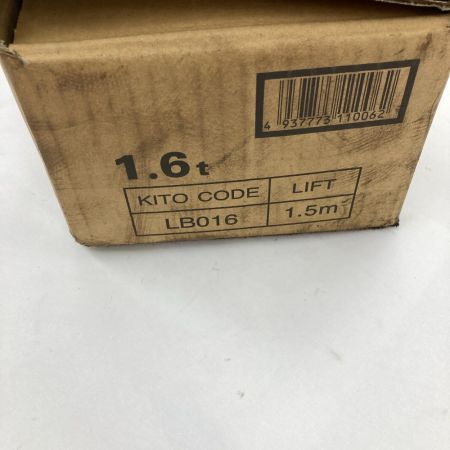 4 937773 110062
1.6t
KITO CODE LIFT
LB016 1.5m